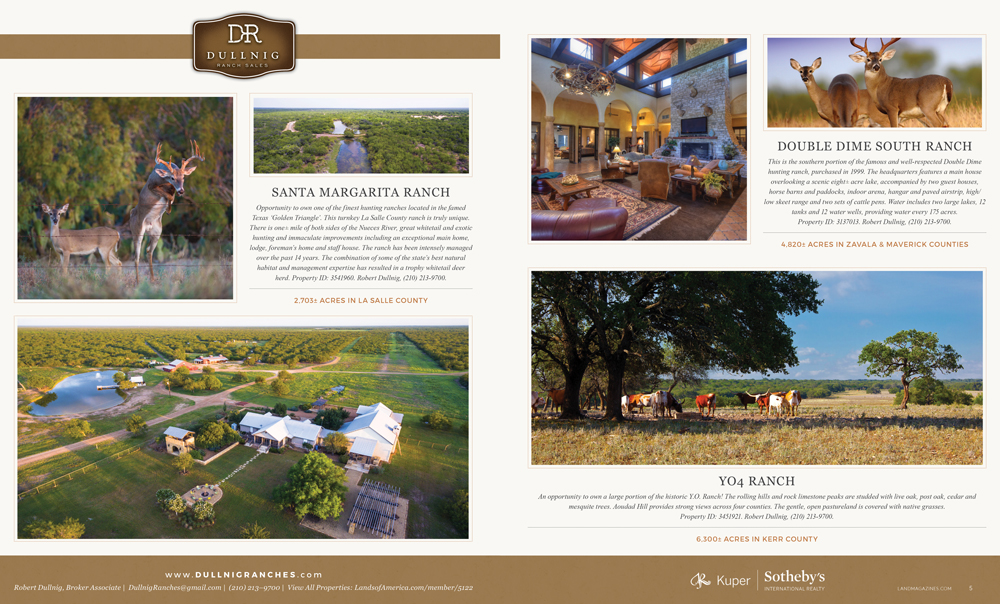 DR
DULLNIG
RANCH SALES
SANTA MARGARITA RANCH
Opportunity to own one of the finest hunting ranches located in the famed
Texas 'Golden Triangle'. This turnkey La Salle County ranch is truly unique.
There is one± mile of both sides of the Nueces River, great whitetail and exotic
hunting and immaculate improvements including an exceptional main home,
lodge, foreman's home and staff house. The ranch has been intensely managed
over the past 14 years. The combination of some of the state's best natural
habitat and management expertise has resulted in a trophy whitetail deer
herd. Property ID: 3541960. Robert Dullnig, (210) 213-9700.
2,703± ACRES IN LA SALLE COUNTY
www.DULLNIGRANCHES.com
Robert Dullnig, Broker Associate | DullnigRanches@gmail.com | (210) 213–9700 | View All Properties: LandsofAmerica.com/member/5122
DOUBLE DIME SOUTH RANCH
This is the southern portion of the famous and well-respected Double Dime
hunting ranch, purchased in 1999. The headquarters features a main house
overlooking a scenic eight± acre lake, accompanied by two guest houses,
horse barns and paddocks, indoor arena, hangar and paved airstrip, high/
low skeet range and two sets of cattle pens. Water includes two large lakes, 12
tanks and 12 water wells, providing water every 175 acres.
Property ID: 3137013. Robert Dullnig, (210) 213-9700.
4,820± ACRES IN ZAVALA & MAVERICK COUNTIES
YO4 RANCH
An opportunity to own a large portion of the historic Y.O. Ranch! The rolling hills and rock limestone peaks are studded with live oak, post oak, cedar and
mesquite trees. Aoudad Hill provides strong views across four counties. The gentle, open pastureland is covered with native grasses.
Property ID: 3451921. Robert Dullnig, (210) 213-9700.
6,300± ACRES IN KERR COUNTY
Kuper
Sotheby's
INTERNATIONAL REALTY
LANDMAGAZINES.COM 5